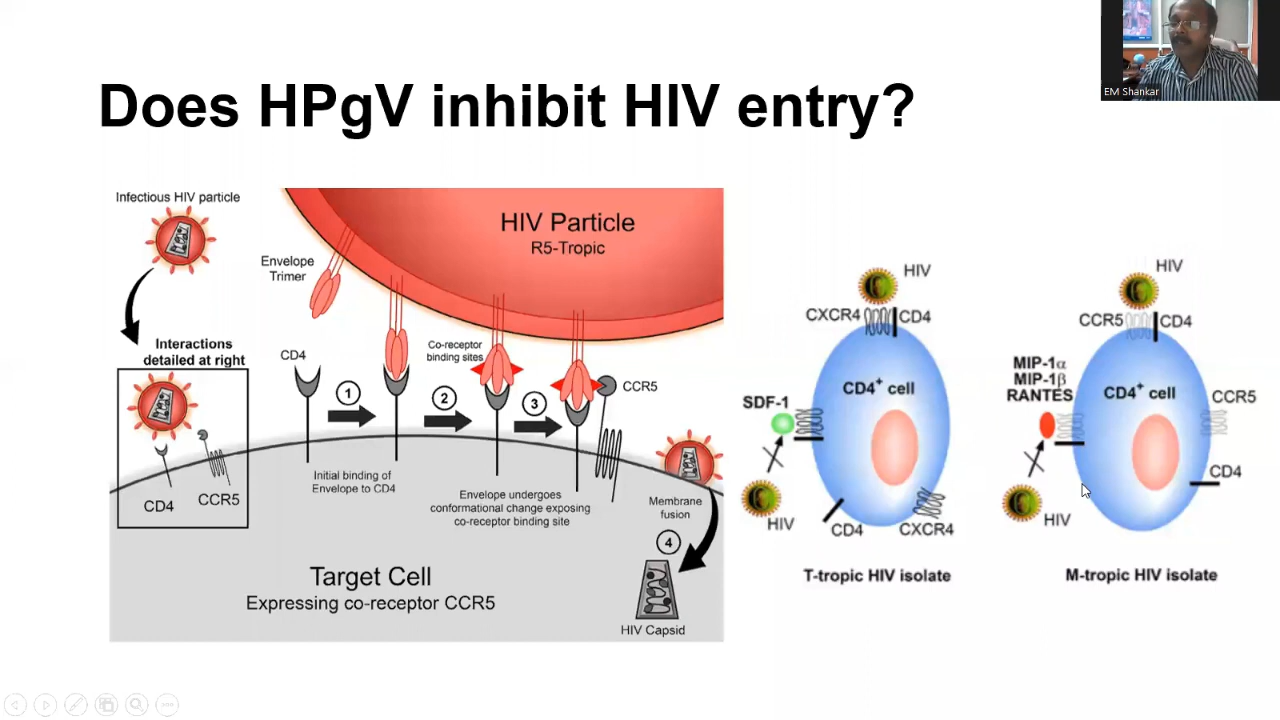 EM Shankar
Does HPgV inhibit HIV entry?
Infectious HIV particle
Interactions
detailed at right
CD4
CCR5
HIV Particle
R5-Tropic
Envelope
Trimer
CD4
Co-receptor
binding sites
CCR5
1
2
3
Initial binding of
Envelope to CD4
Envelope undergoes
conformational change exposing
co-receptor binding site
Membrane
fusion
4
HIV Capsid
Target Cell
Expressing co-receptor CCR5
HIV
CXCR4
CD4
CD4+ cell
SDF-1
HIV
CD4
CXCR4
T-tropic HIV isolate
HIV
CCR5
CD4
MIP-1α
MIP-1β
RANTES
CD4+ cell
CCR5
CD4
HIV
M-tropic HIV isolate